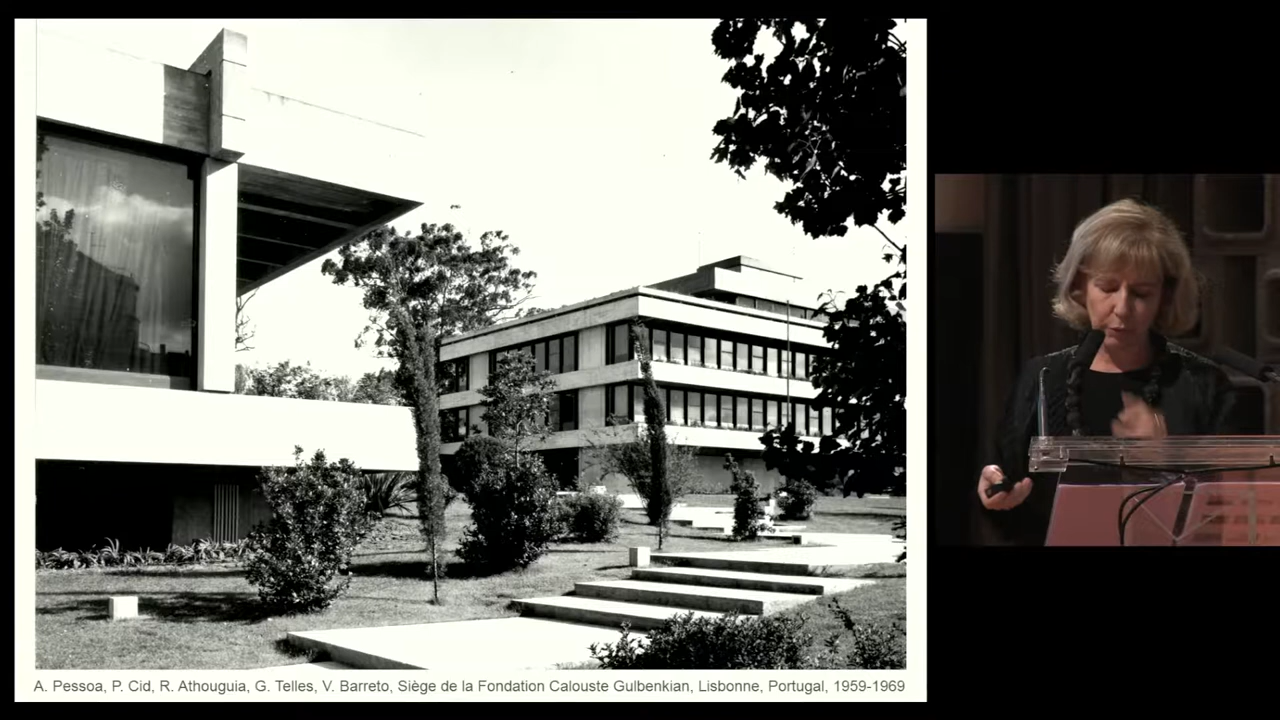 A. Pessoa, P. Cid, R. Athouguia, G. Telles, V. Barreto, Siège de la Fondation Calouste Gulbenkian, Lisbonne, Portugal, 1959-1969